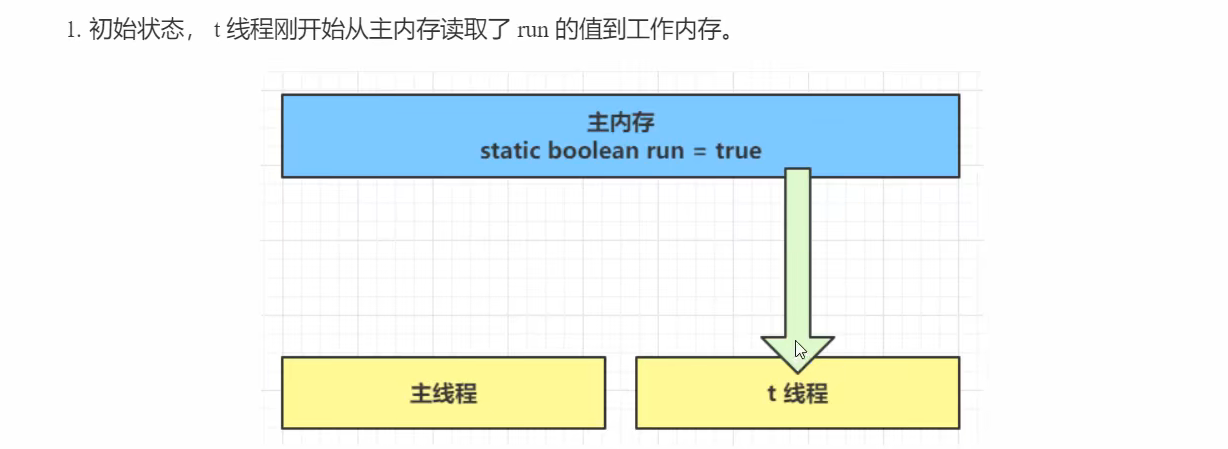 1. 初始状态， t 线程刚开始从主内存读取了 run 的值到工作内存。
主内存
static boolean run = true
主线程
t 线程